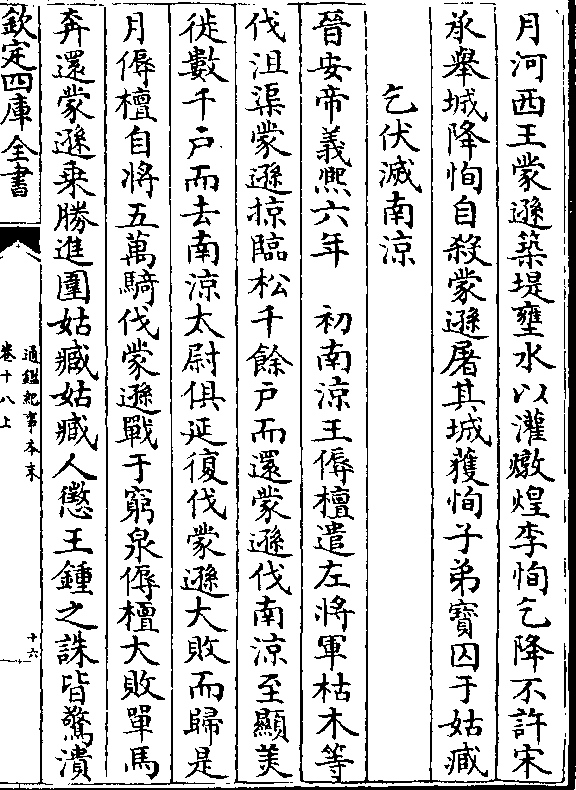 月河西王蒙遜築堤壅水以灌燉煌李恂乞降不許宋
承舉城降恂自殺蒙遜屠其城獲恂子弟寶囚于姑臧
乞伏滅南涼
晉安帝義熙六年　初南涼王傉檀遣左將軍枯木等
伐沮渠蒙遜掠臨松千餘戶而還蒙遜伐南涼至顯美
徙數千戶而去南涼太尉俱延復伐蒙遜大敗而歸是
月傉檀自將五萬騎伐蒙遜戰于窮泉傉檀大敗單馬
奔還蒙遜乘勝進圍姑臧姑臧人懲王鍾之誅皆驚潰
欽定四庫全書
通鑑紀事本末
卷十八上
十六